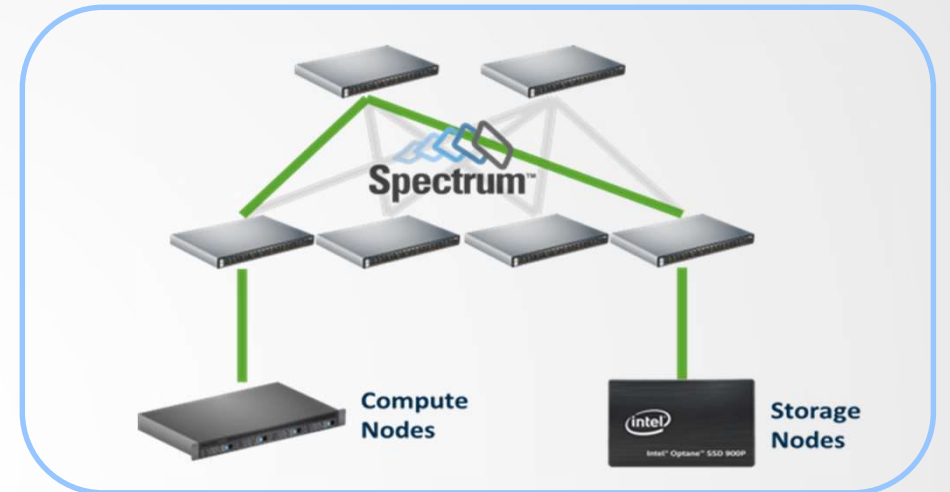 Spectrum™
Compute
Nodes
Storage
Nodes
intel
Intel® Optane™ SSD 900P